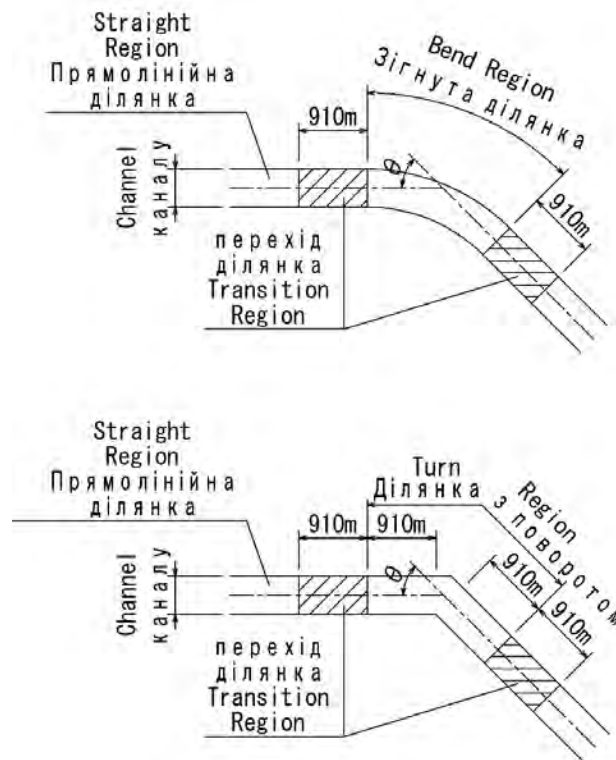 Straight
Region
Прямолінійна
ділянка
Bend Region
Зігнута ділянка
910m
θ
910m
Channel
каналу
перехід
ділянка
Transition
Region
Straight
Region
Прямолінійна
ділянка
Turn
Ділянка
Region
з поворотом
910m
910m
θ
910m
910m
Channel
каналу
перехід
ділянка
Transition
Region